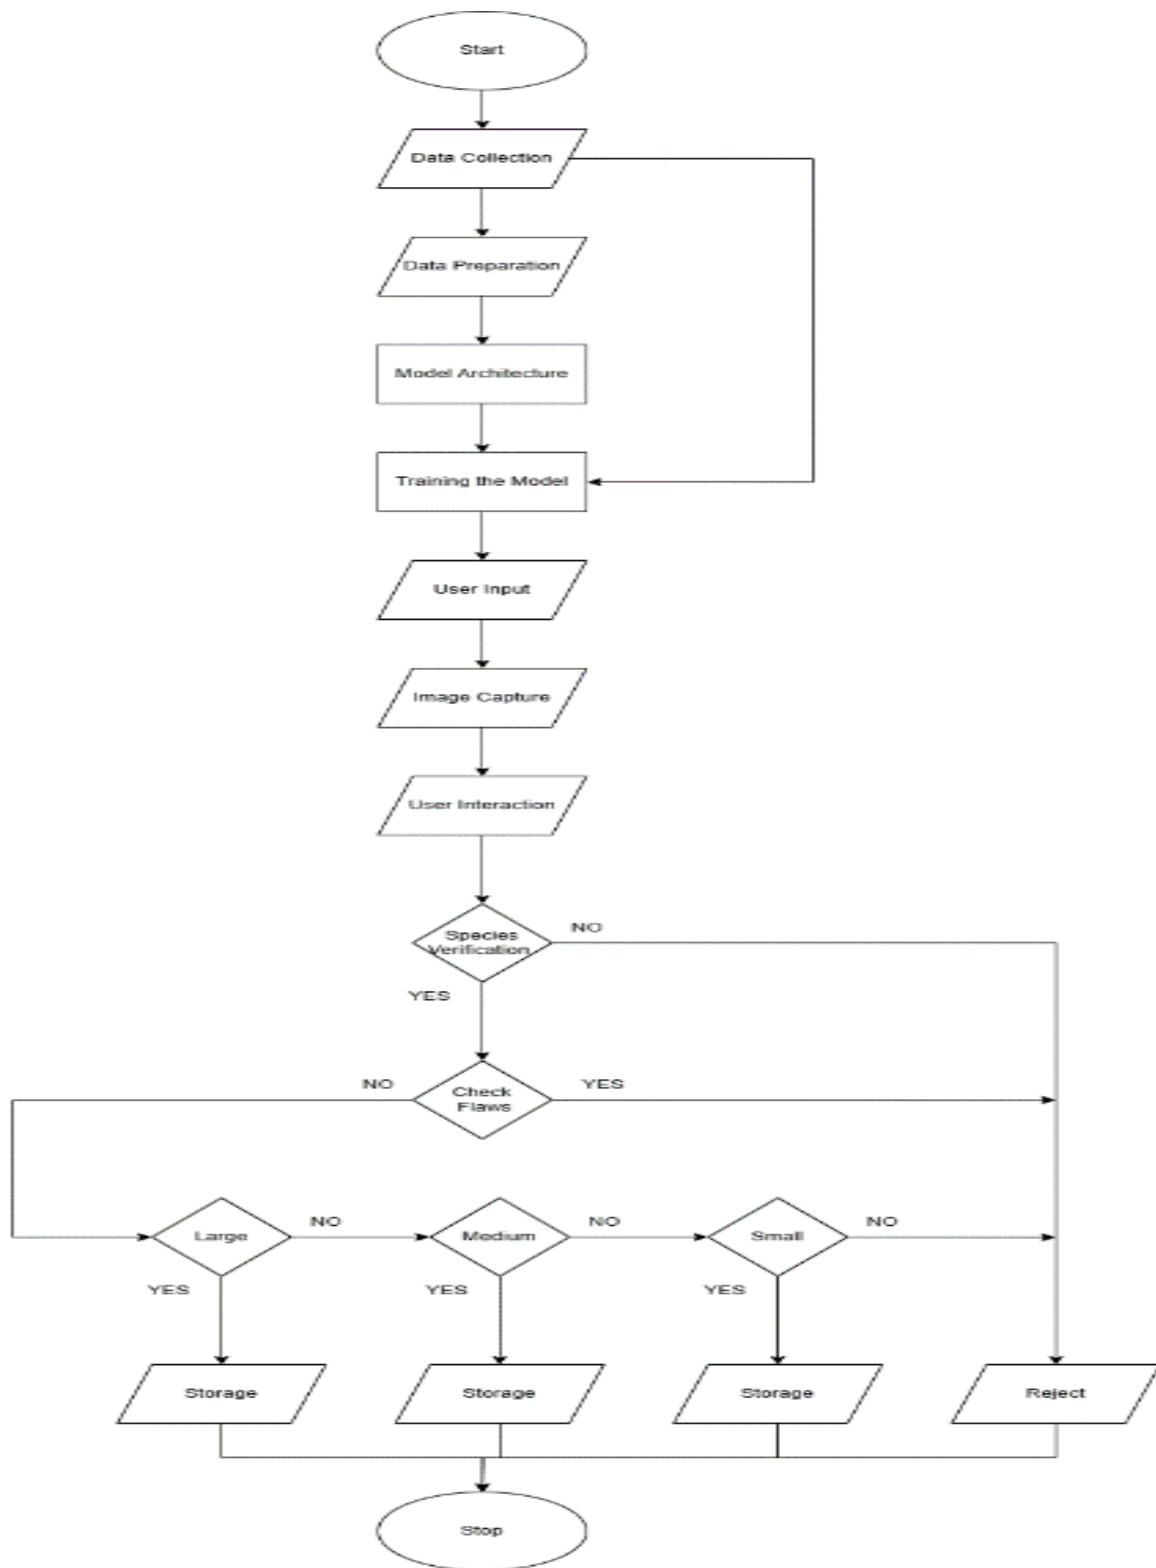 Start
Data Collection
Data Preparation
Model Architecture
Training the Model
User Input
Image Capture
User Interaction
Species
Verification
NO
YES
Check
Flaws
NO
YES
Large
NO
Medium
NO
Small
NO
YES
YES
YES
Storage
Storage
Storage
Reject
Stop